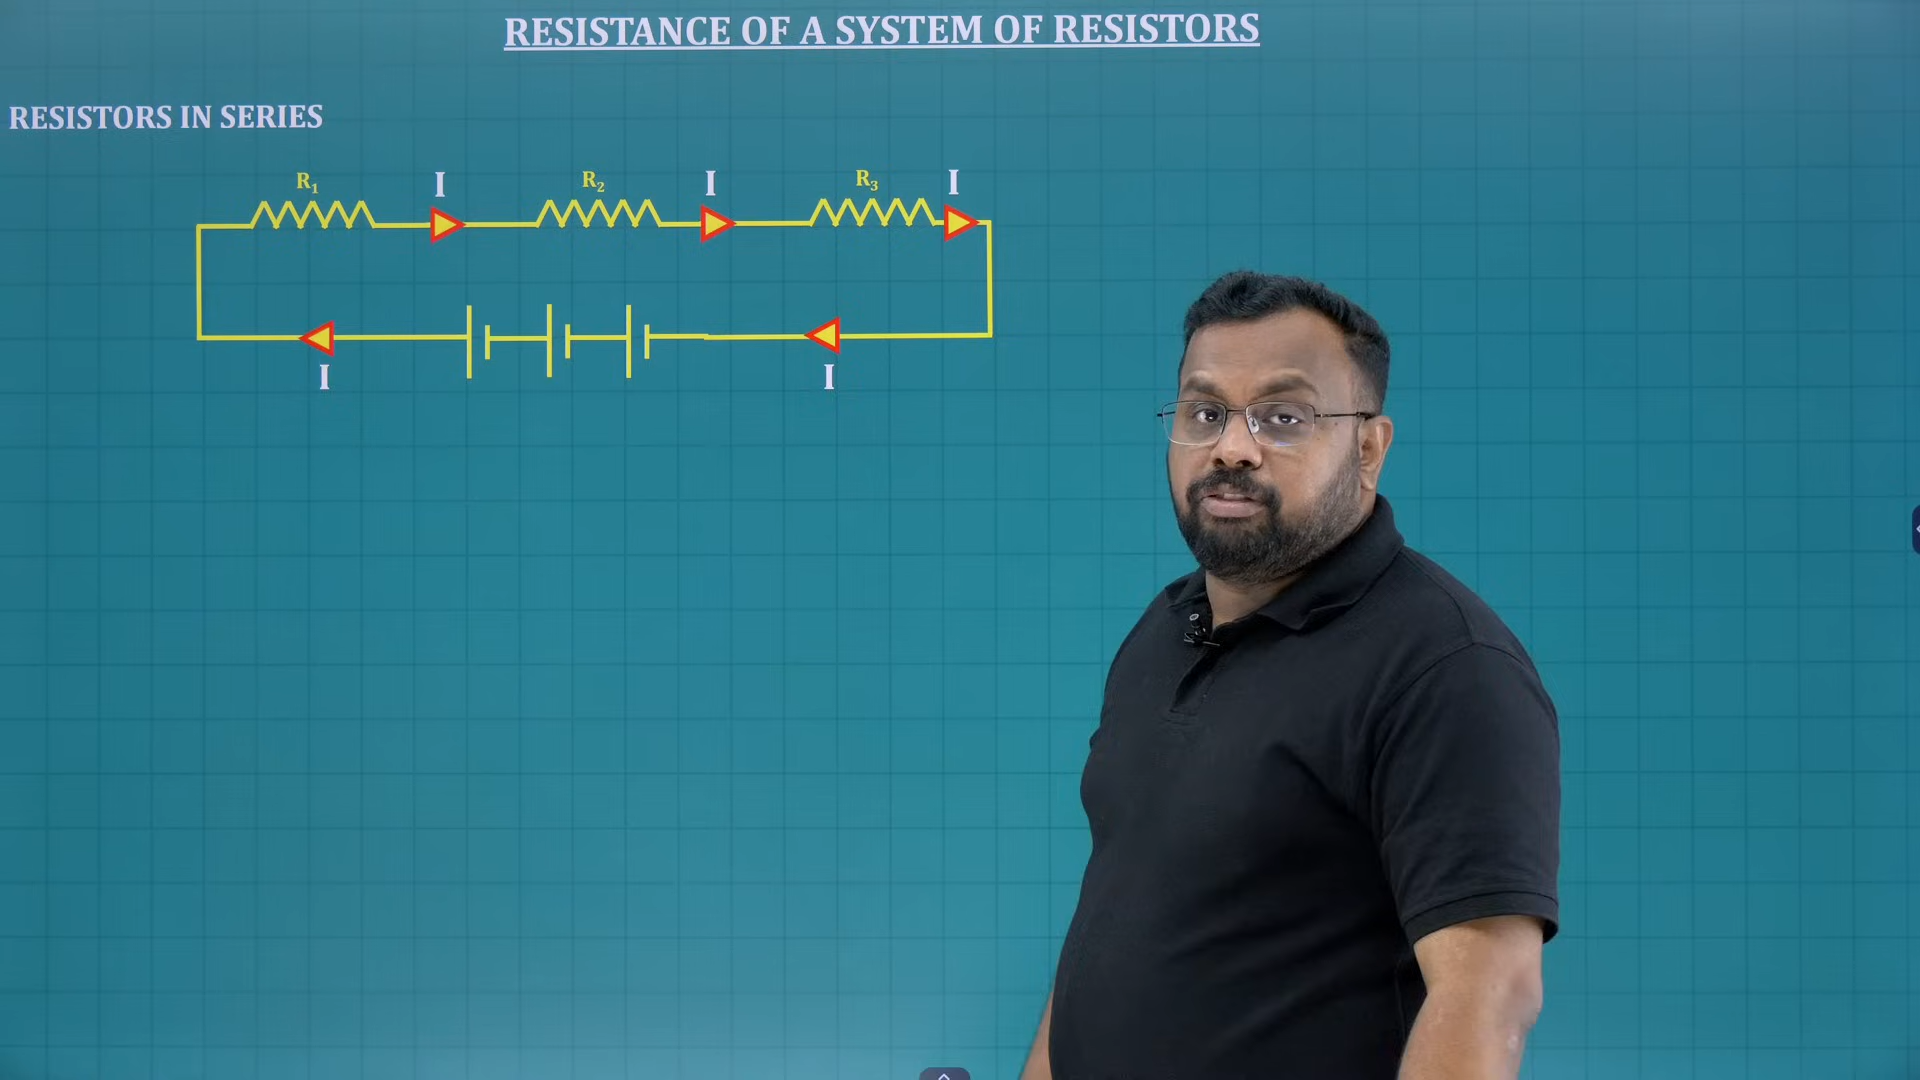 RESISTANCE OF A SYSTEM OF RESISTORS
RESISTORS IN SERIES
R₁ I R₂ I R₃ I
I I